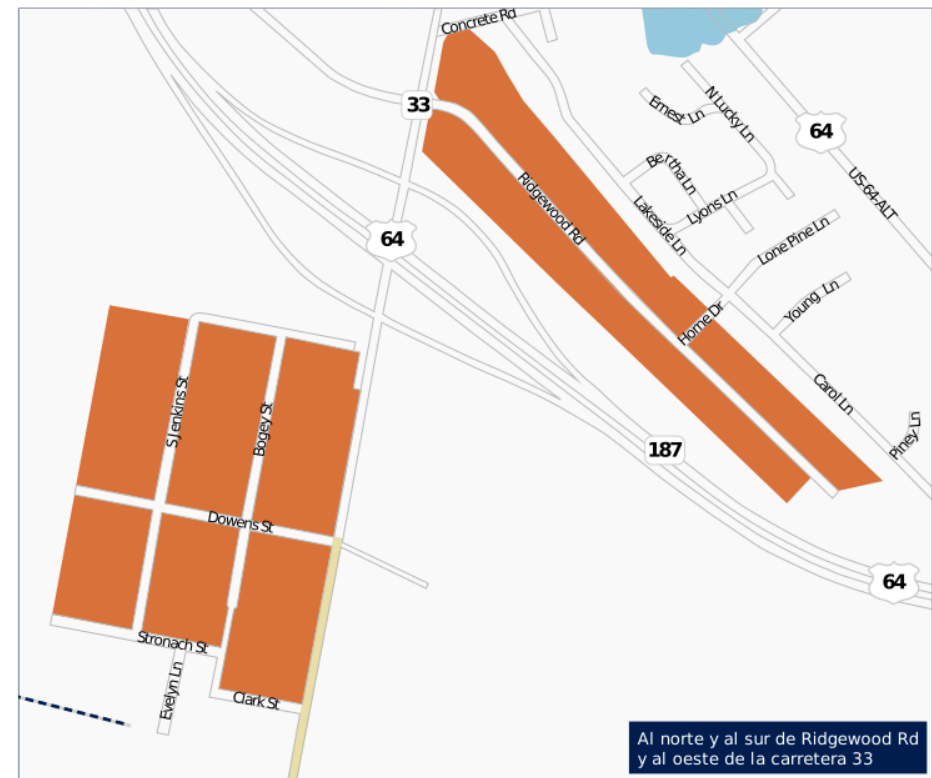 Concrete Rd
33
Ernest Ln
N Lucky Ln
64
Bertha Ln
US-64-ALT
Ridgewood Rd
Lyons Ln
Lakeside Ln
64
Lone Pine Ln
Young Ln
Home Dr
S Jenkins St
Bogey St
Carol Ln
Piney Ln
187
Dowens St
64
Stronach St
Evelyn Ln
Clark St
Al norte y al sur de Ridgewood Rd
y al oeste de la carretera 33